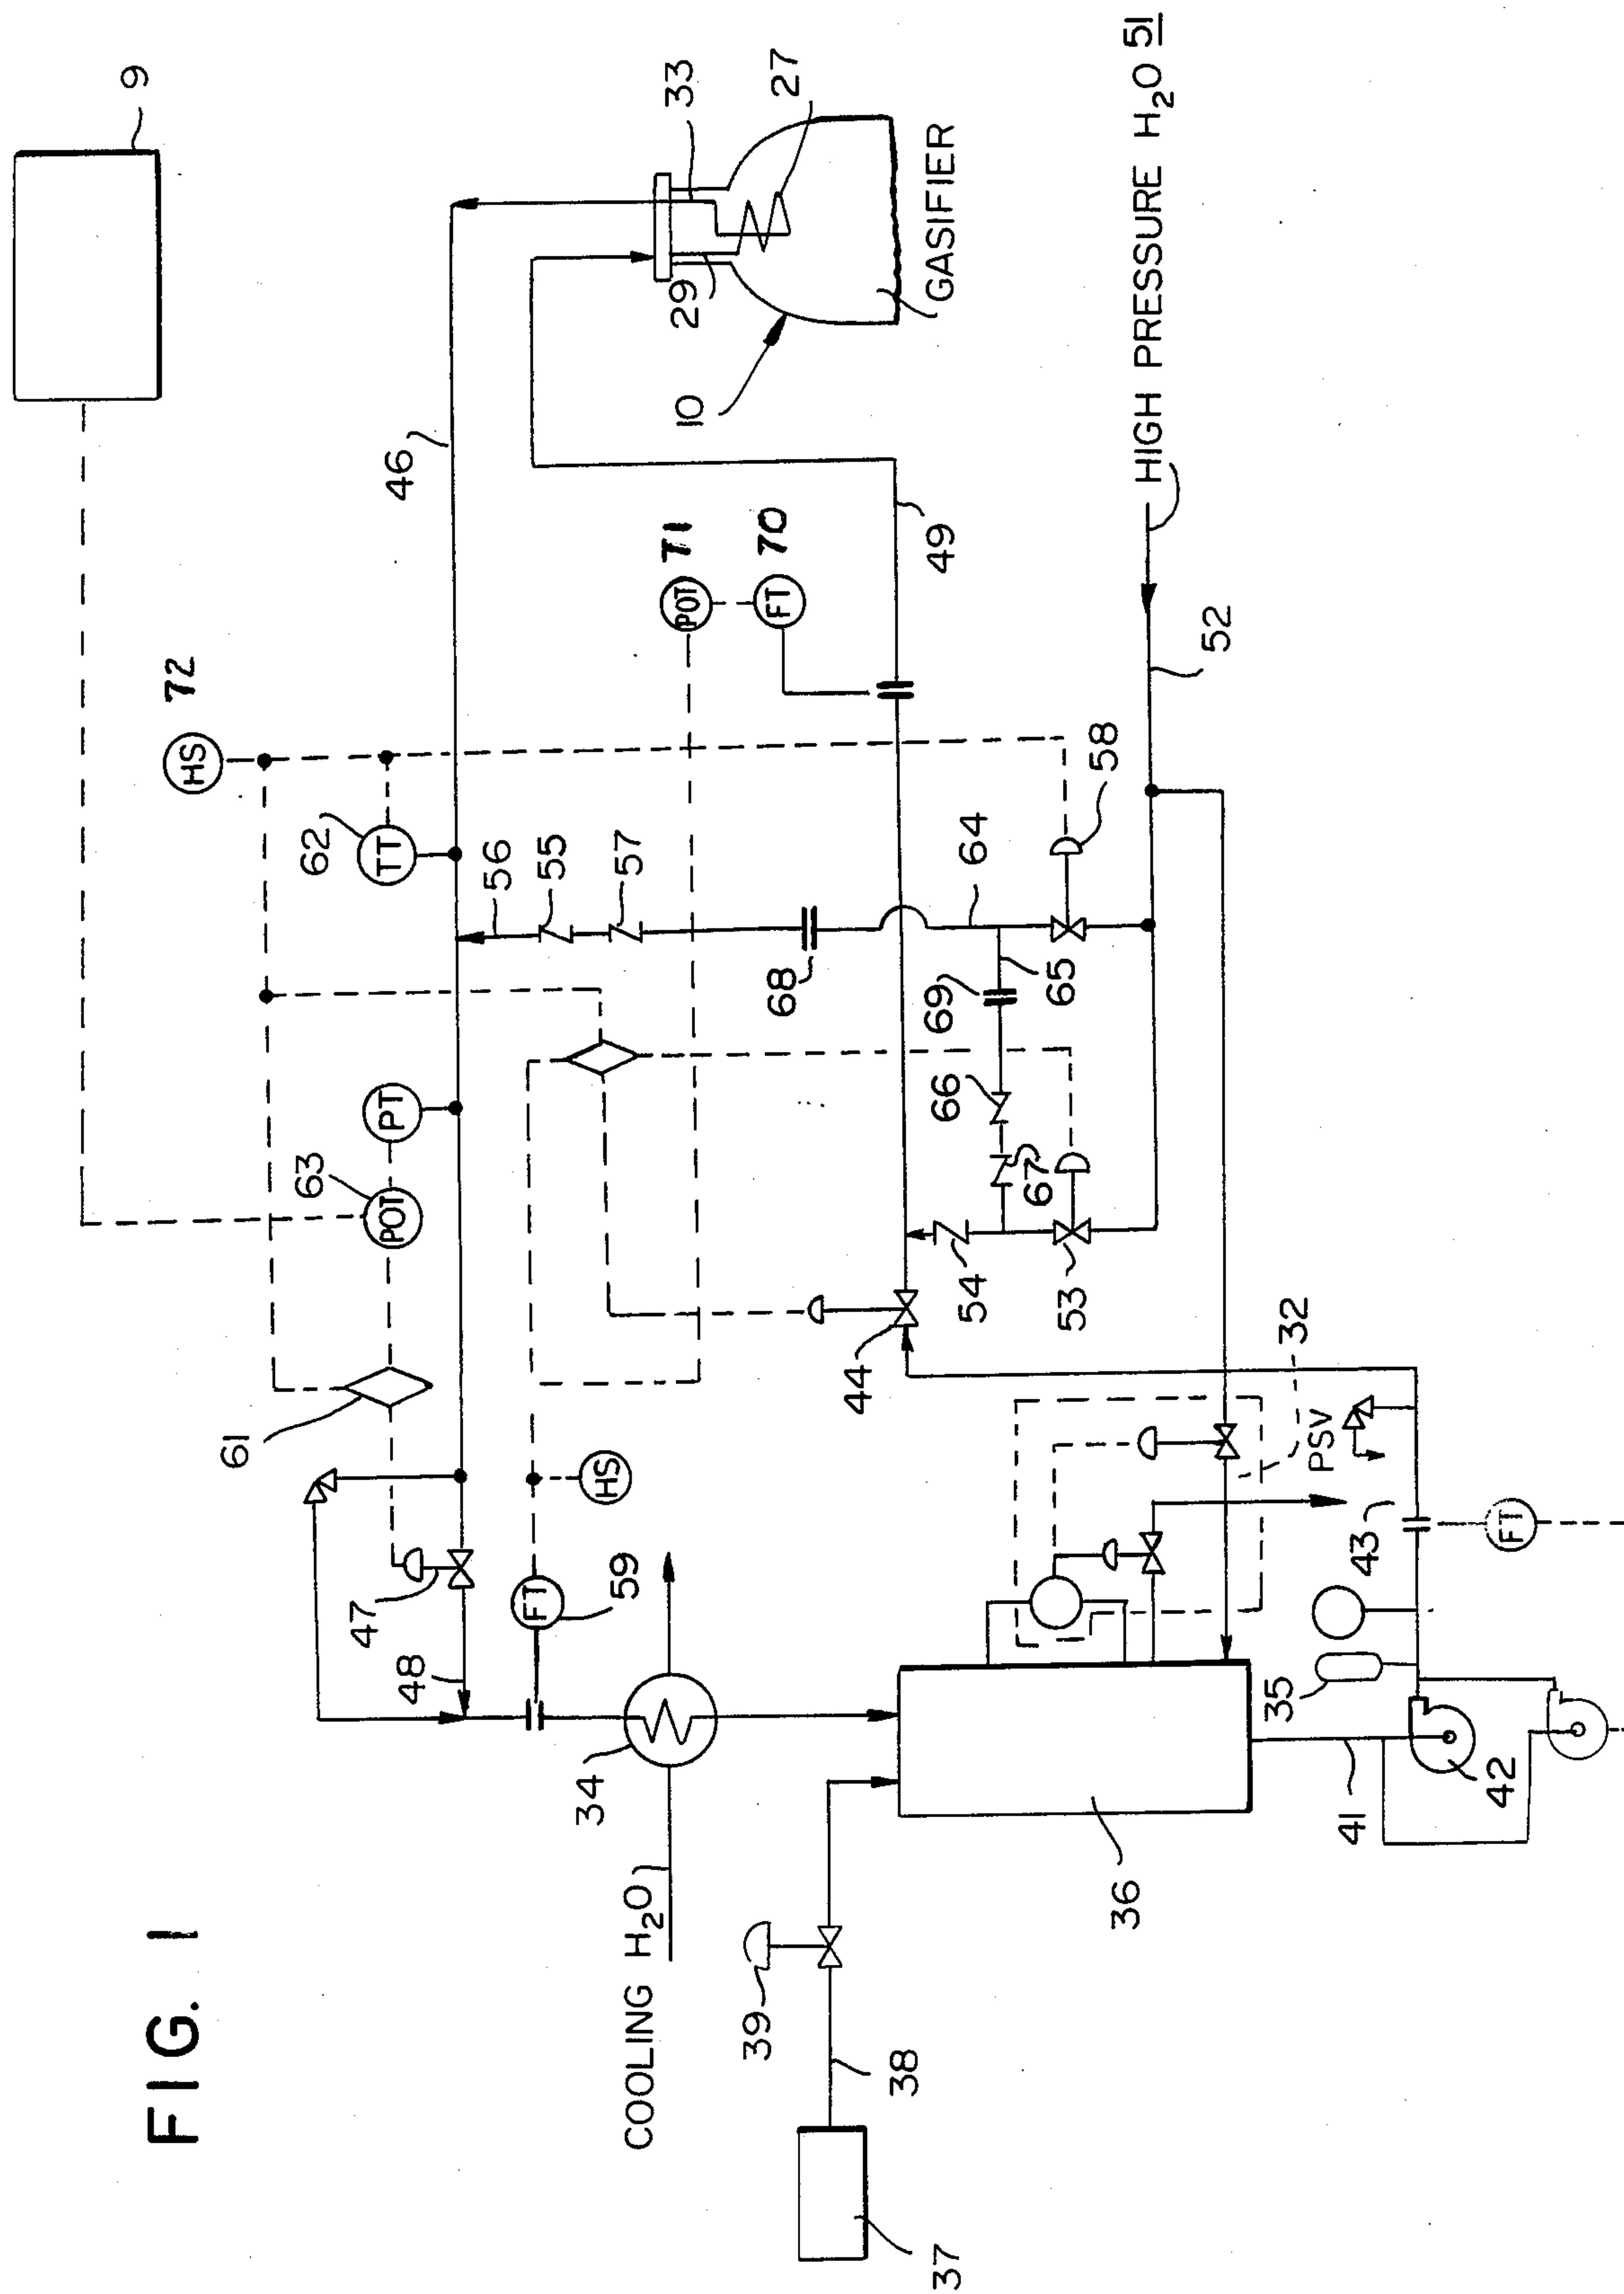 FIG. 1
9
HS 72
46
33
27
29
10
GASIFIER
HIGH PRESSURE H2O 51
62
TT
56
55
57
POT 71
FT 70
49
52
58
64
65
68
69
66
67
54
53
PT
63
POT
61
44
32
PSV
43
FT
HS
47
48
FT
59
34
COOLING H2O
35
36
41
42
39
38
37